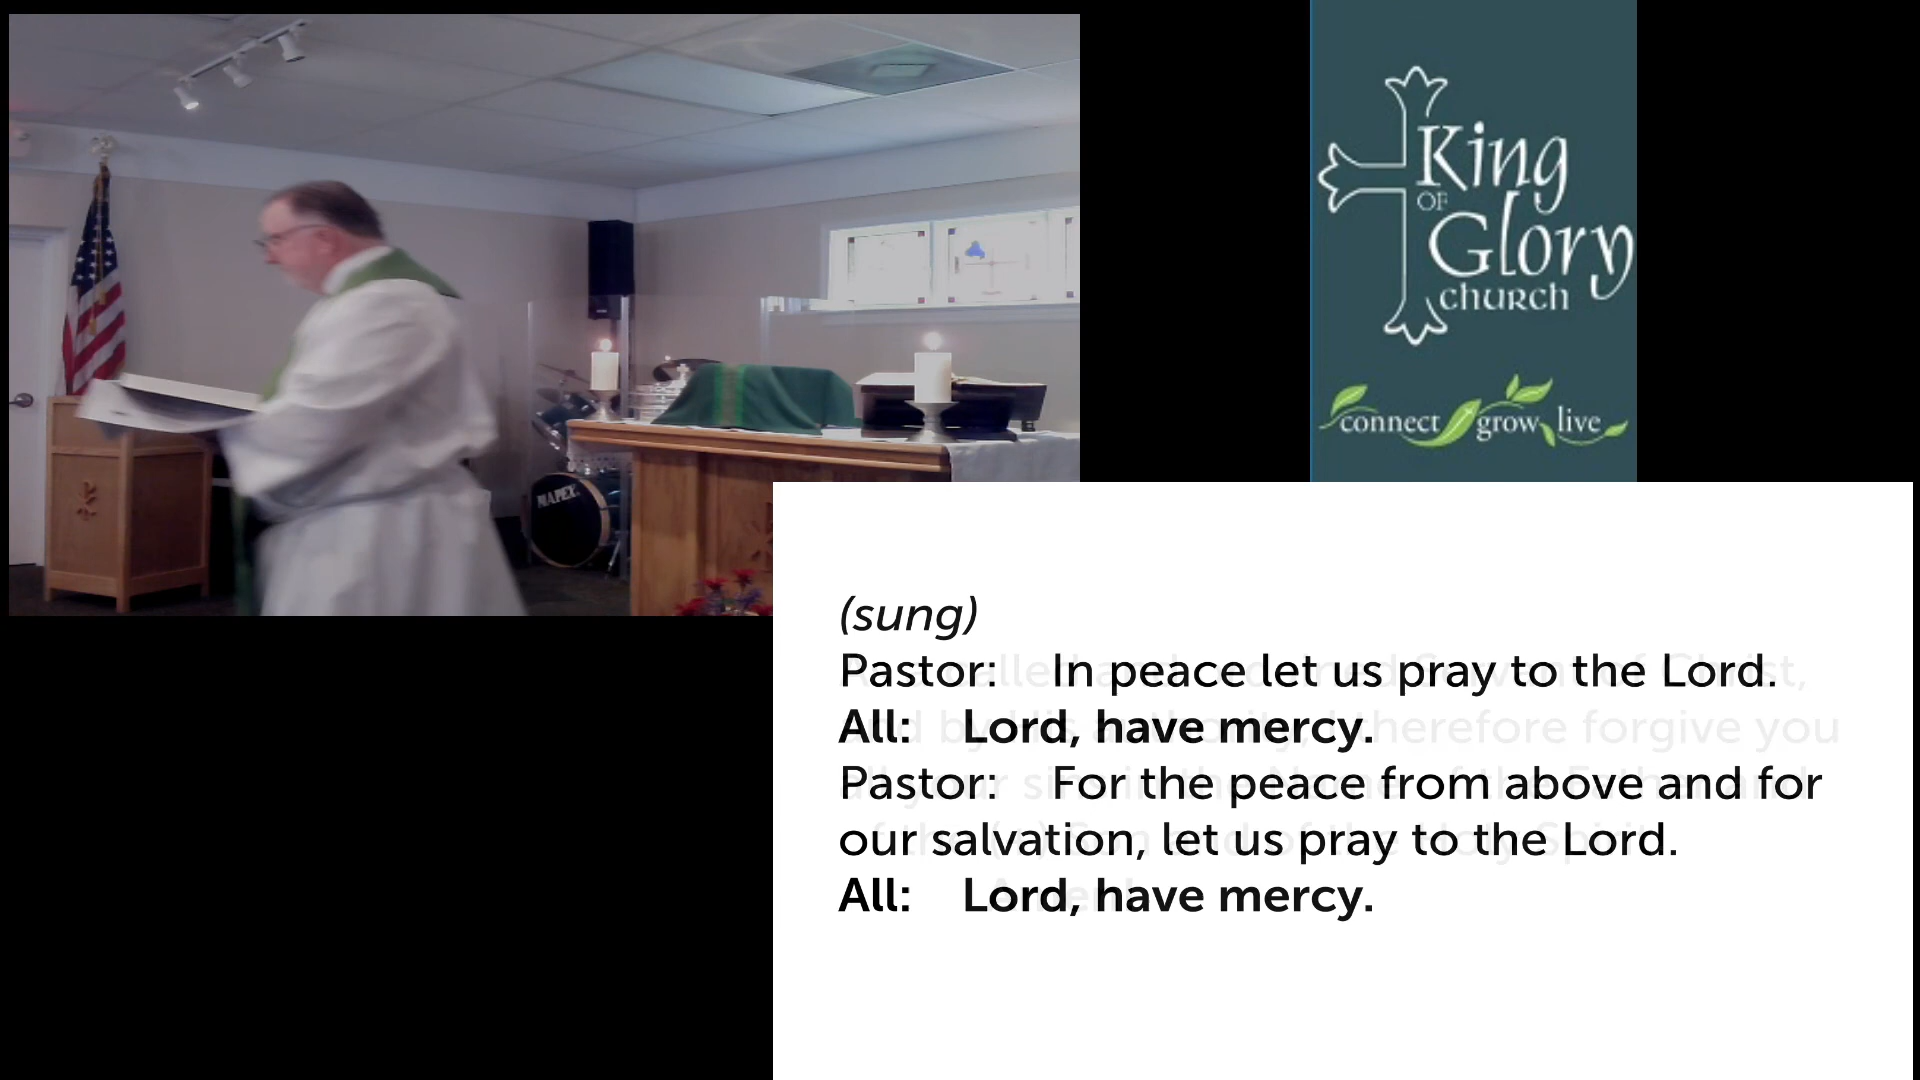 King
OF
Glory
church
connect grow live
MAPEX
(sung)
Pastor: In peace let us pray to the Lord.
All: Lord, have mercy.
Pastor: For the peace from above and for
our salvation, let us pray to the Lord.
All: Lord, have mercy.